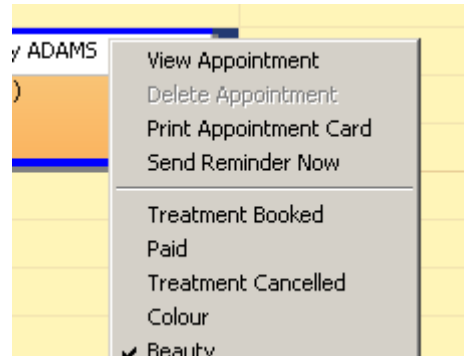 y ADAMS
)
View Appointment
Delete Appointment
Print Appointment Card
Send Reminder Now
Treatment Booked
Paid
Treatment Cancelled
Colour
Beauty